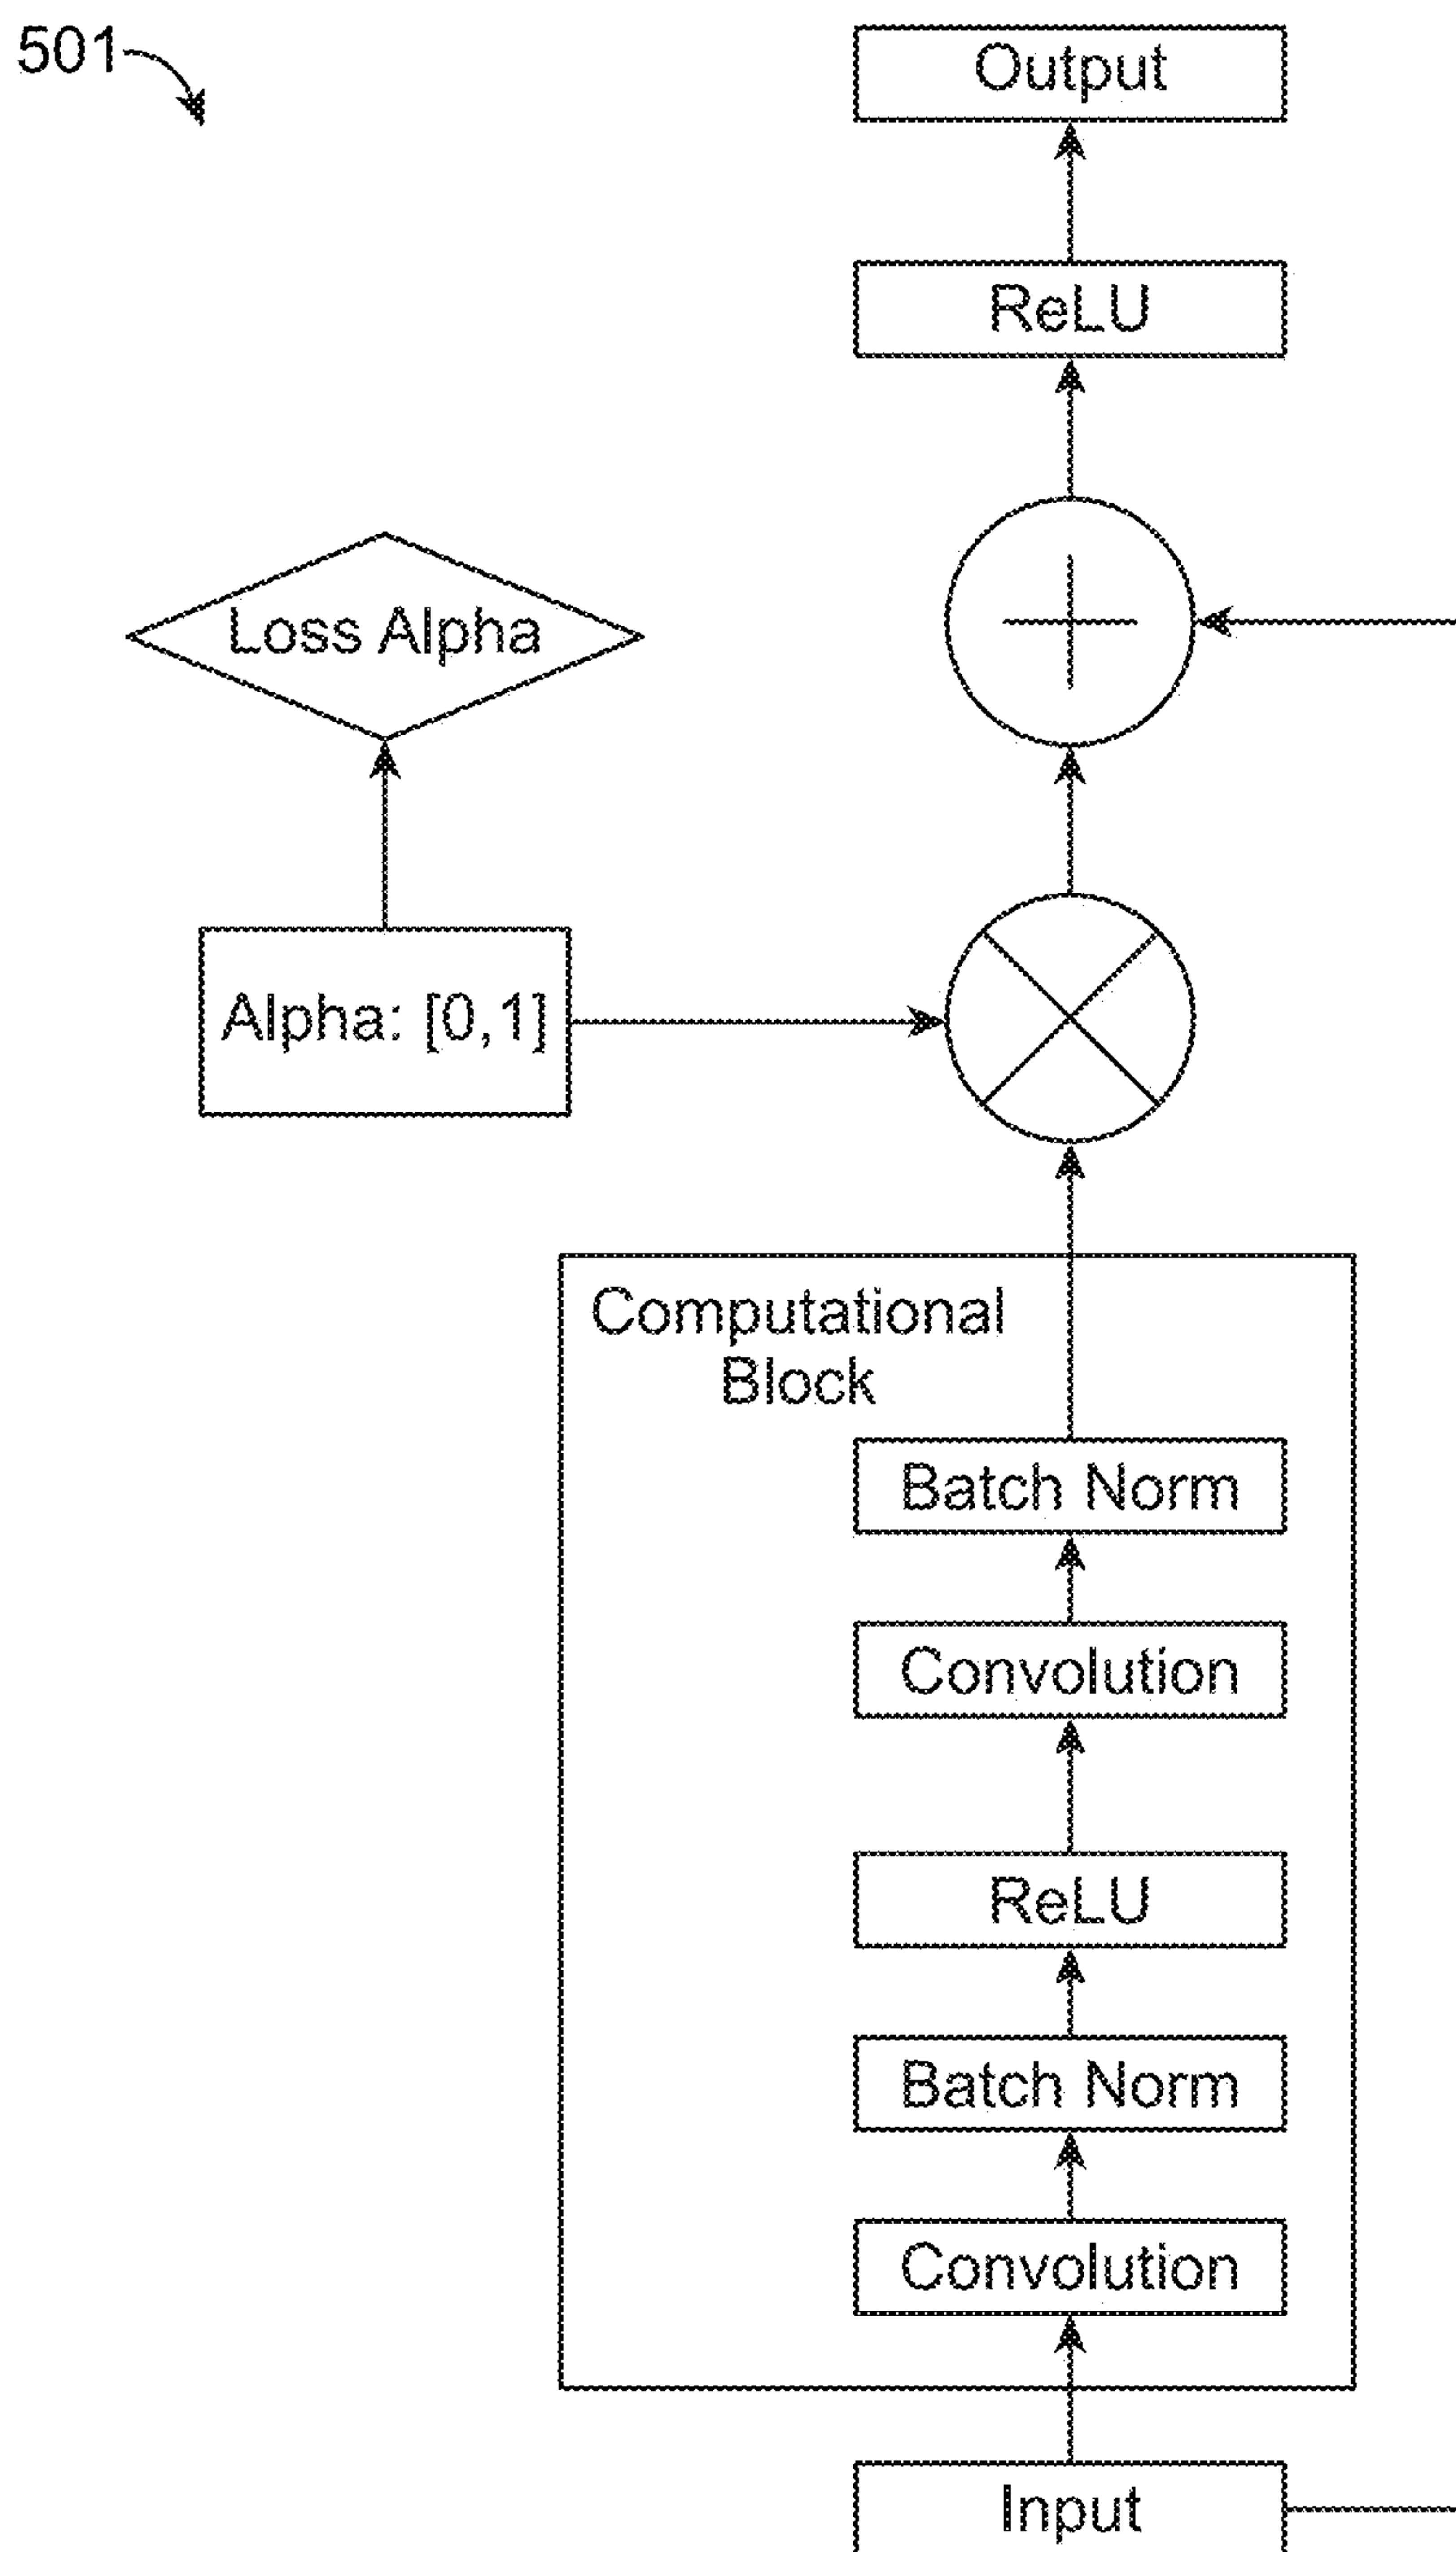 501
Output
ReLU
Loss Alpha
Alpha: [0,1]
Computational
Block
Batch Norm
Convolution
ReLU
Batch Norm
Convolution
Input